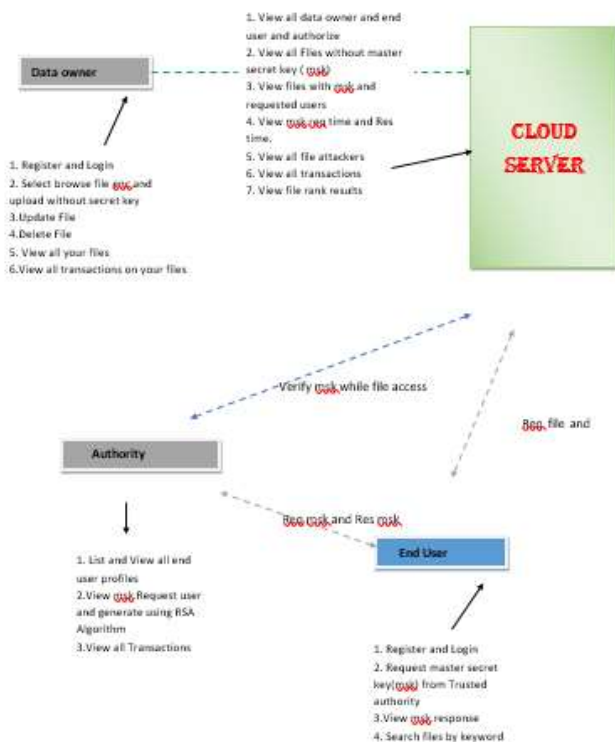 Data owner
1. View all data owner and end
user and authorize
2. View all Files without master
secret key ( msk)
3. View files with msk and
requested users
4. View msk req time and Res
time.
5. View all file attackers
6. View all transactions
7. View file rank results
CLOUD
SERVER
1. Register and Login
2. Select browse file enc and
upload without secret key
3.Update File
4.Delete File
5. View all your files
6.View all transactions on your files
Verify msk while file access
Req file and
Authority
Req msk and Res msk
End User
1. List and View all end
user profiles
2.View msk Request user
and generate using RSA
Algorithm
3.View all Transactions
1. Register and Login
2. Request master secret
key(msk) from Trusted
authority
3.View msk response
4. Search files by keyword